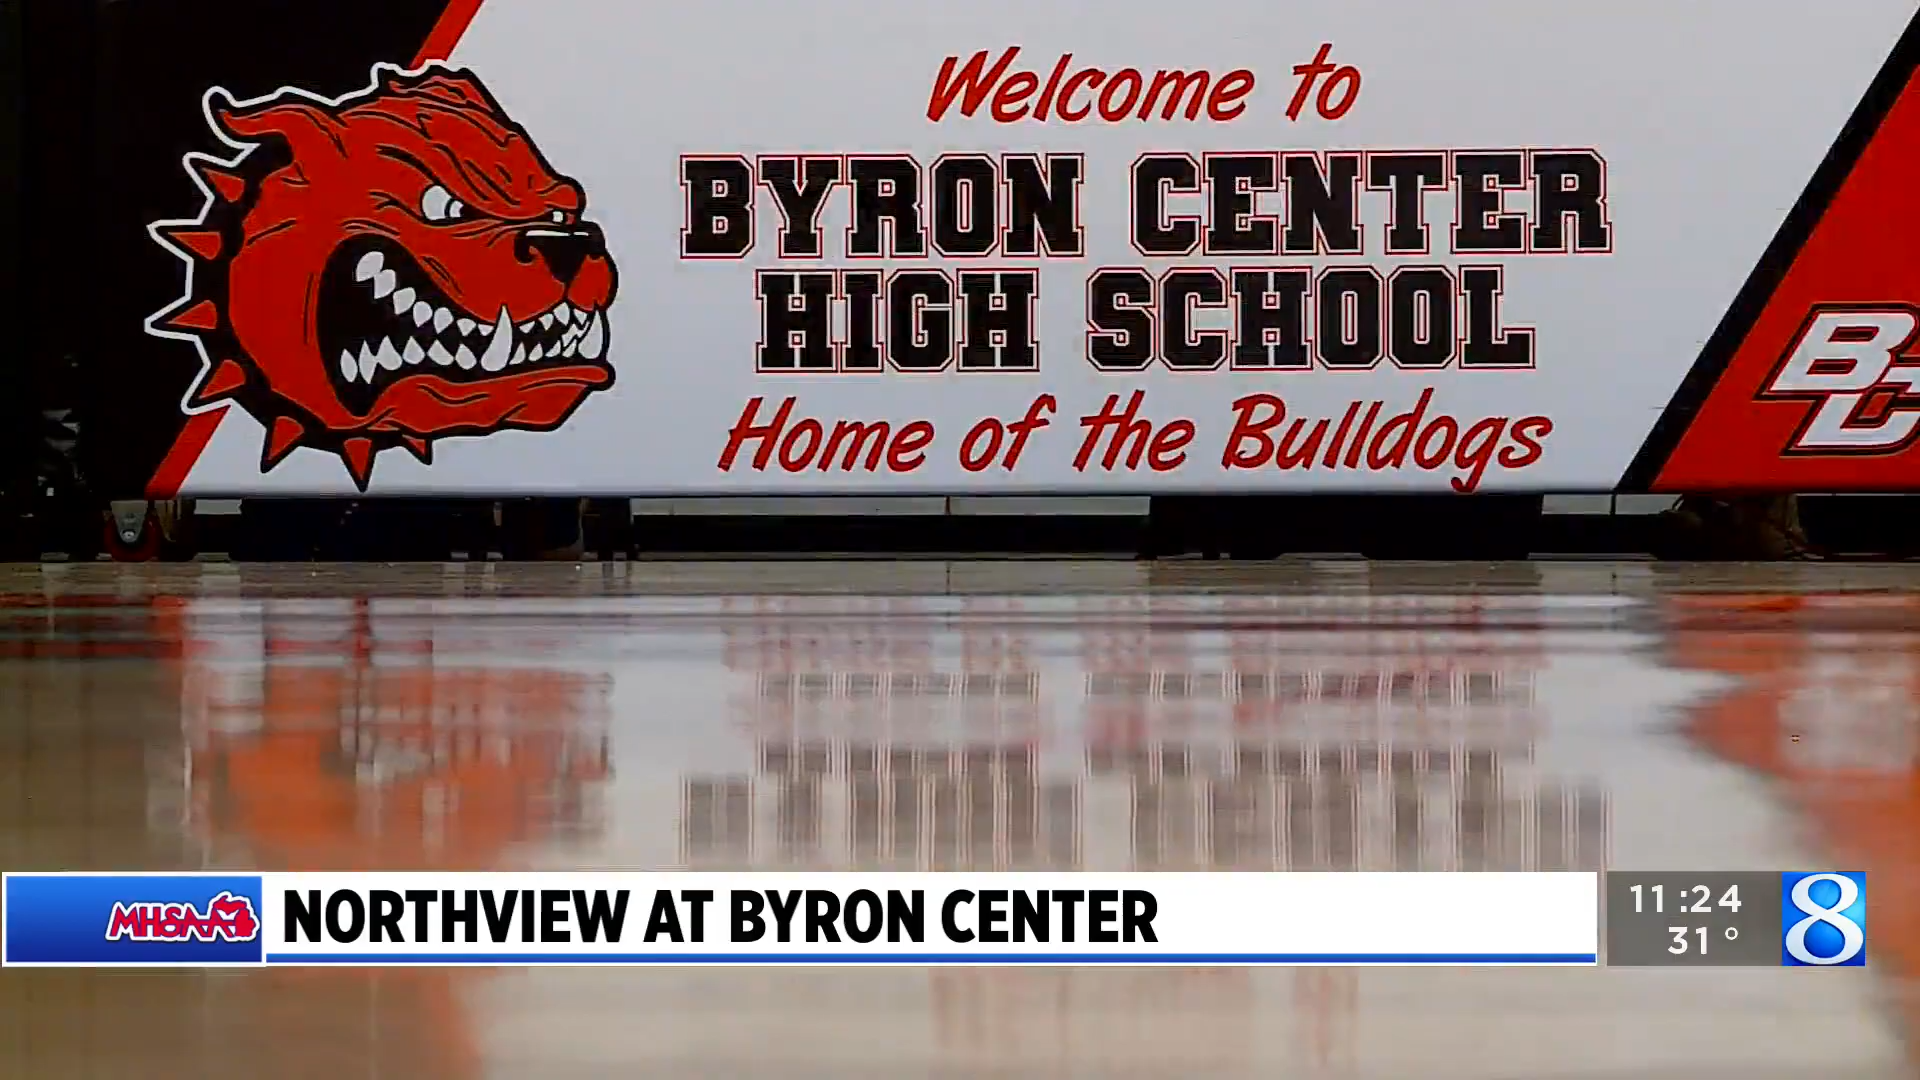 Welcome to
BYRON CENTER
HIGH SCHOOL
Home of the Bulldogs
BC
MHSAA
NORTHVIEW AT BYRON CENTER
11:24
31°
8